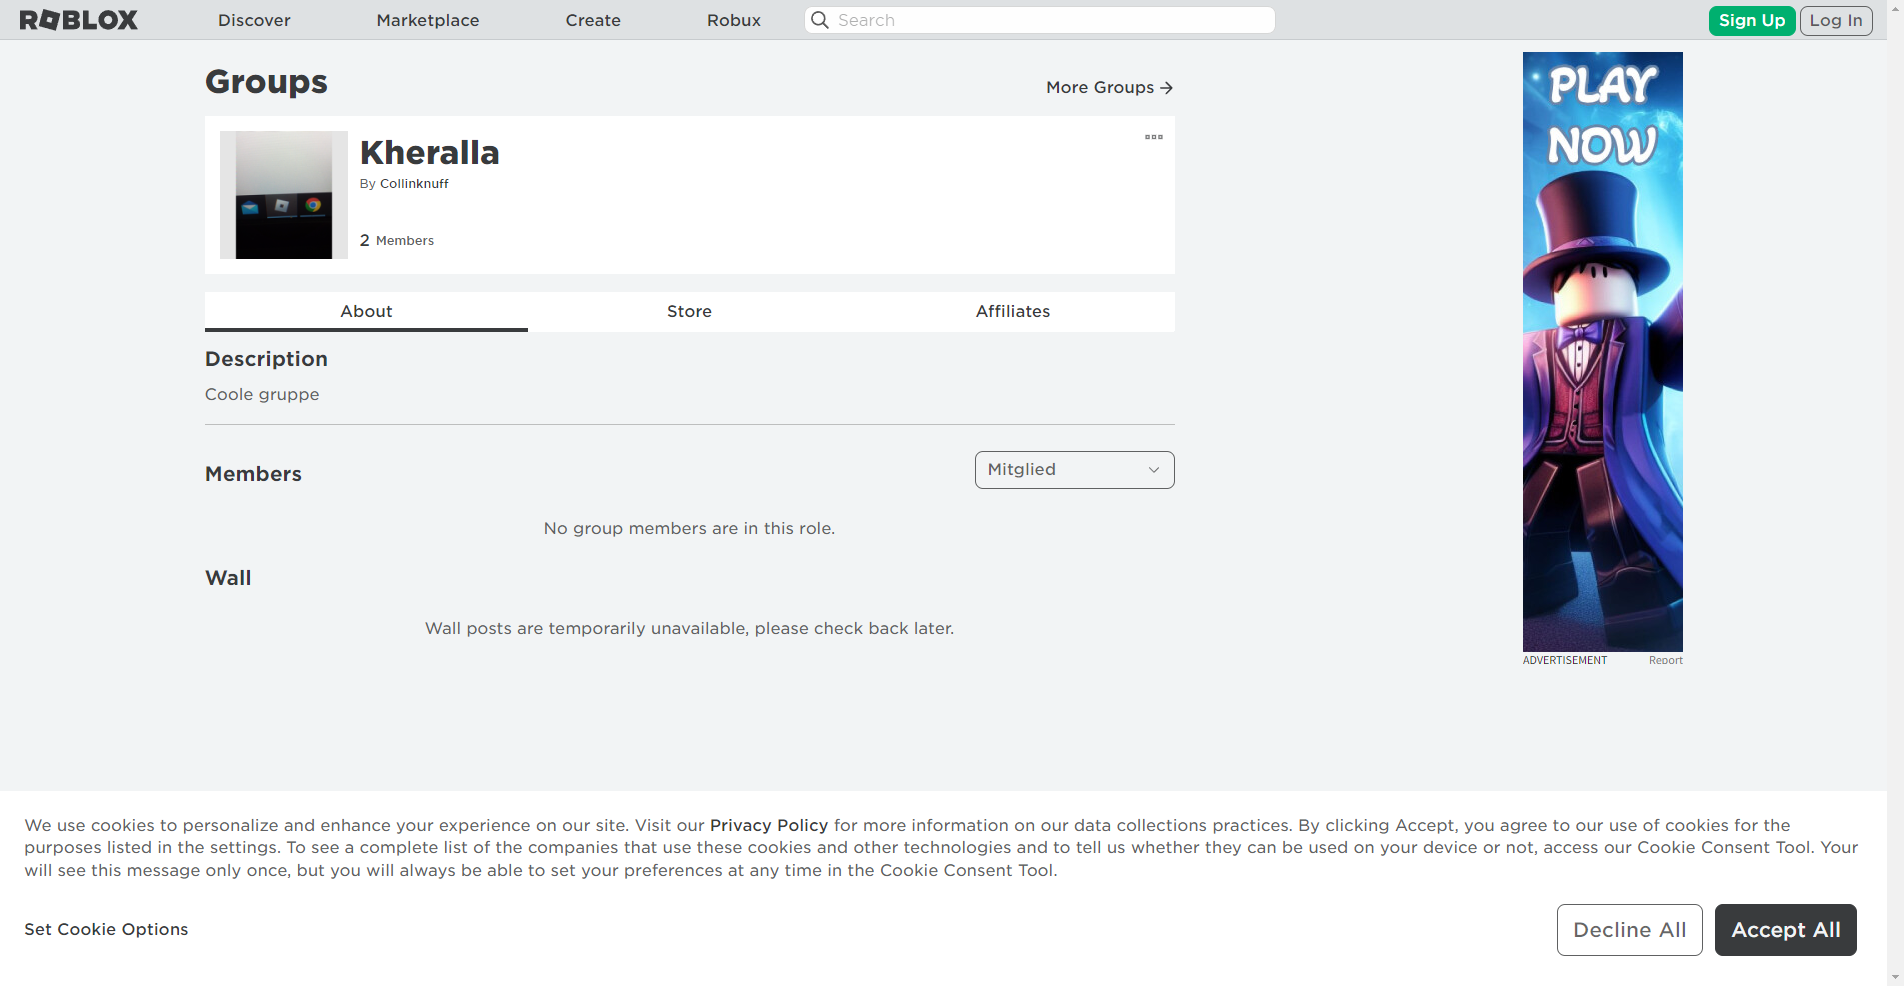 ROBLOX
Discover
Marketplace
Create
Robux
Search
Sign Up
Log In
Groups
More Groups
Kheralla
By Collinknuff
2 Members
About
Store
Affiliates
Description
Coole gruppe
Members
Mitglied
No group members are in this role.
Wall
Wall posts are temporarily unavailable, please check back later.
PLAY
NOW
ADVERTISEMENT
Report
We use cookies to personalize and enhance your experience on our site. Visit our Privacy Policy for more information on our data collections practices. By clicking Accept, you agree to our use of cookies for the
purposes listed in the settings. To see a complete list of the companies that use these cookies and other technologies and to tell us whether they can be used on your device or not, access our Cookie Consent Tool. Your
will see this message only once, but you will always be able to set your preferences at any time in the Cookie Consent Tool.
Set Cookie Options
Decline All
Accept All